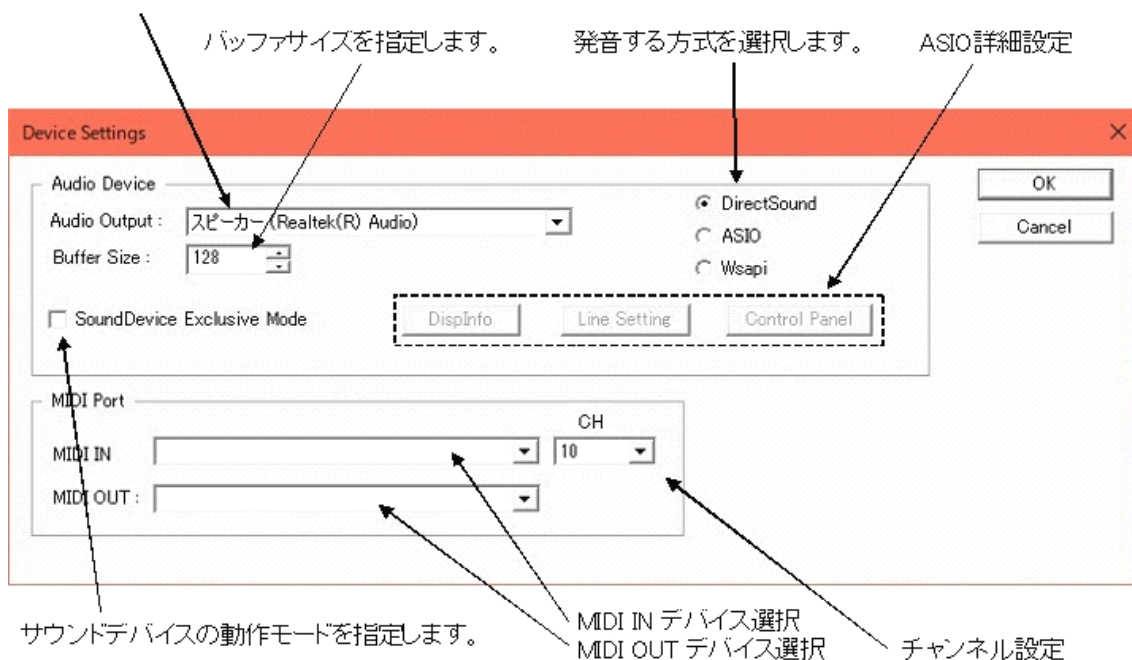 バッファサイズを指定します。
発音する方式を選択します。
ASIO詳細設定
Device Settings
Audio Device
OK
Audio Output :
スピーカー (Realtek(R) Audio)
DirectSound
Cancel
ASIO
Buffer Size :
128
Wsapi
SoundDevice Exclusive Mode
DispInfo
Line Setting
Control Panel
MIDI Port
CH
MIDI IN
10
MIDI OUT :
サウンドデバイスの動作モードを指定します。
MIDI IN デバイス選択
MIDI OUT デバイス選択
チャンネル設定